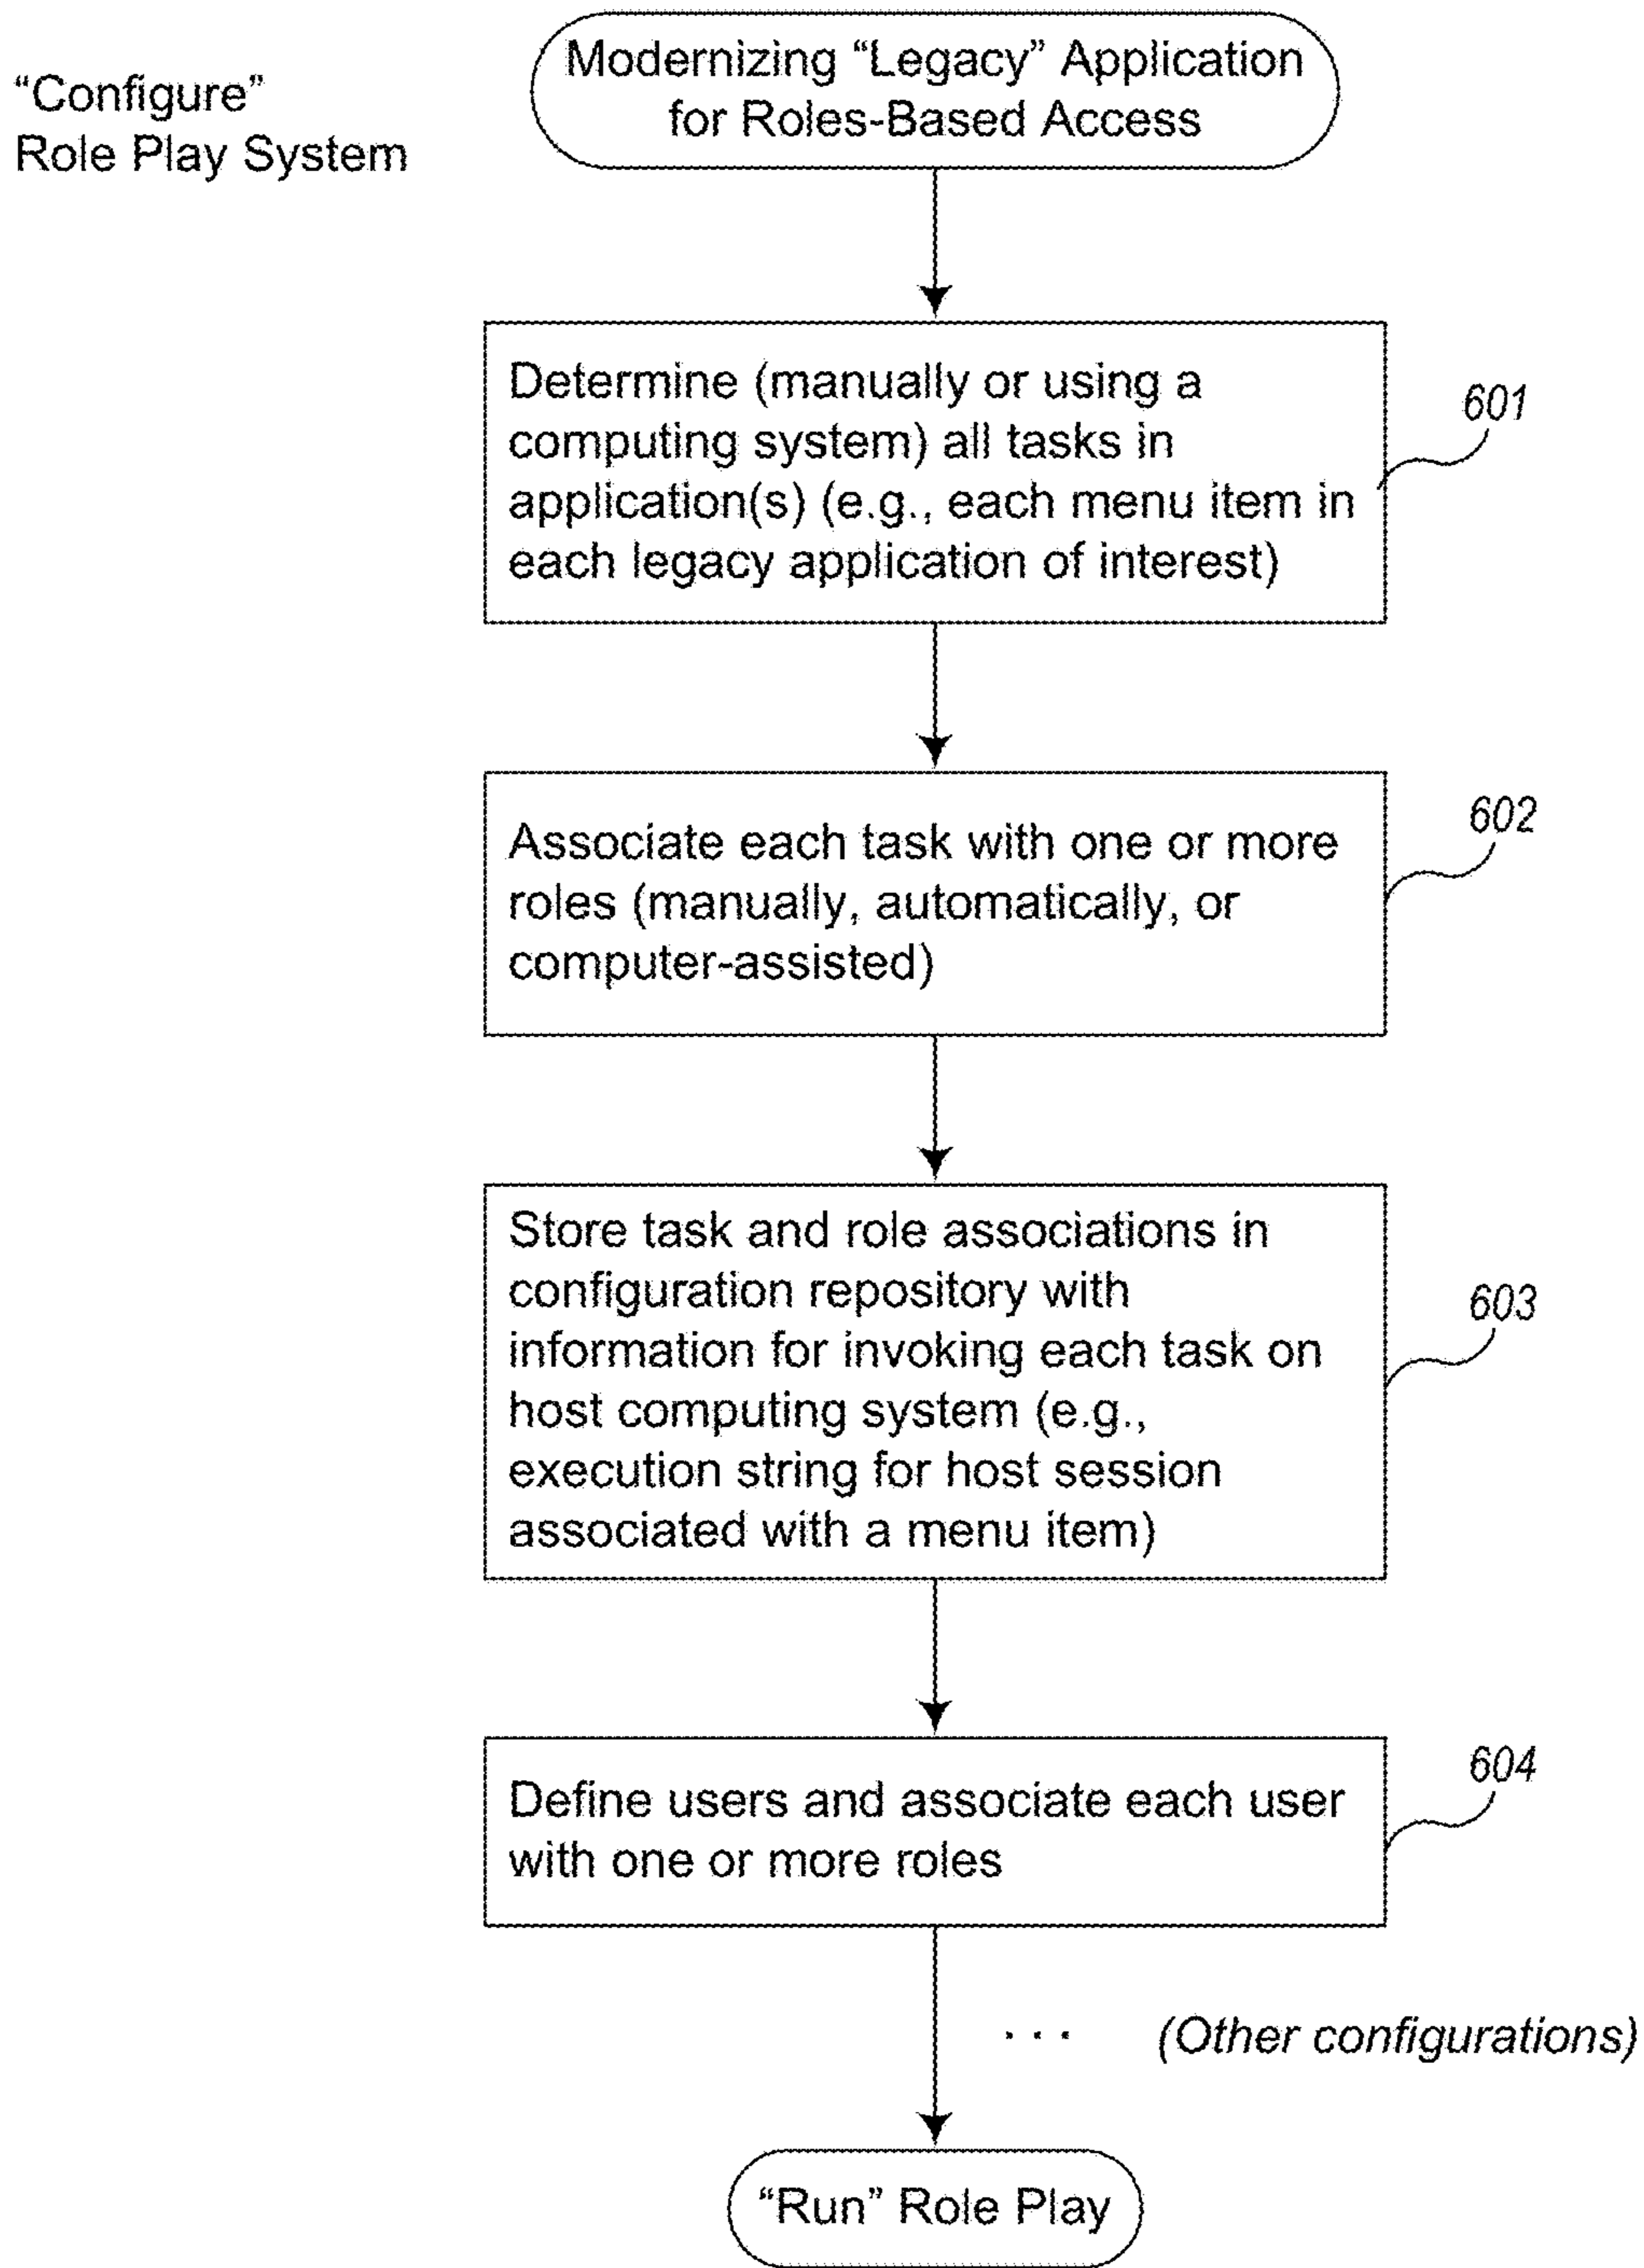 “Configure”
Role Play System
Modernizing “Legacy” Application
for Roles-Based Access
Determine (manually or using a
computing system) all tasks in
application(s) (e.g., each menu item in
each legacy application of interest)
601
Associate each task with one or more
roles (manually, automatically, or
computer-assisted)
602
Store task and role associations in
configuration repository with
information for invoking each task on
host computing system (e.g.,
execution string for host session
associated with a menu item)
603
Define users and associate each user
with one or more roles
604
... (Other configurations)
“Run” Role Play